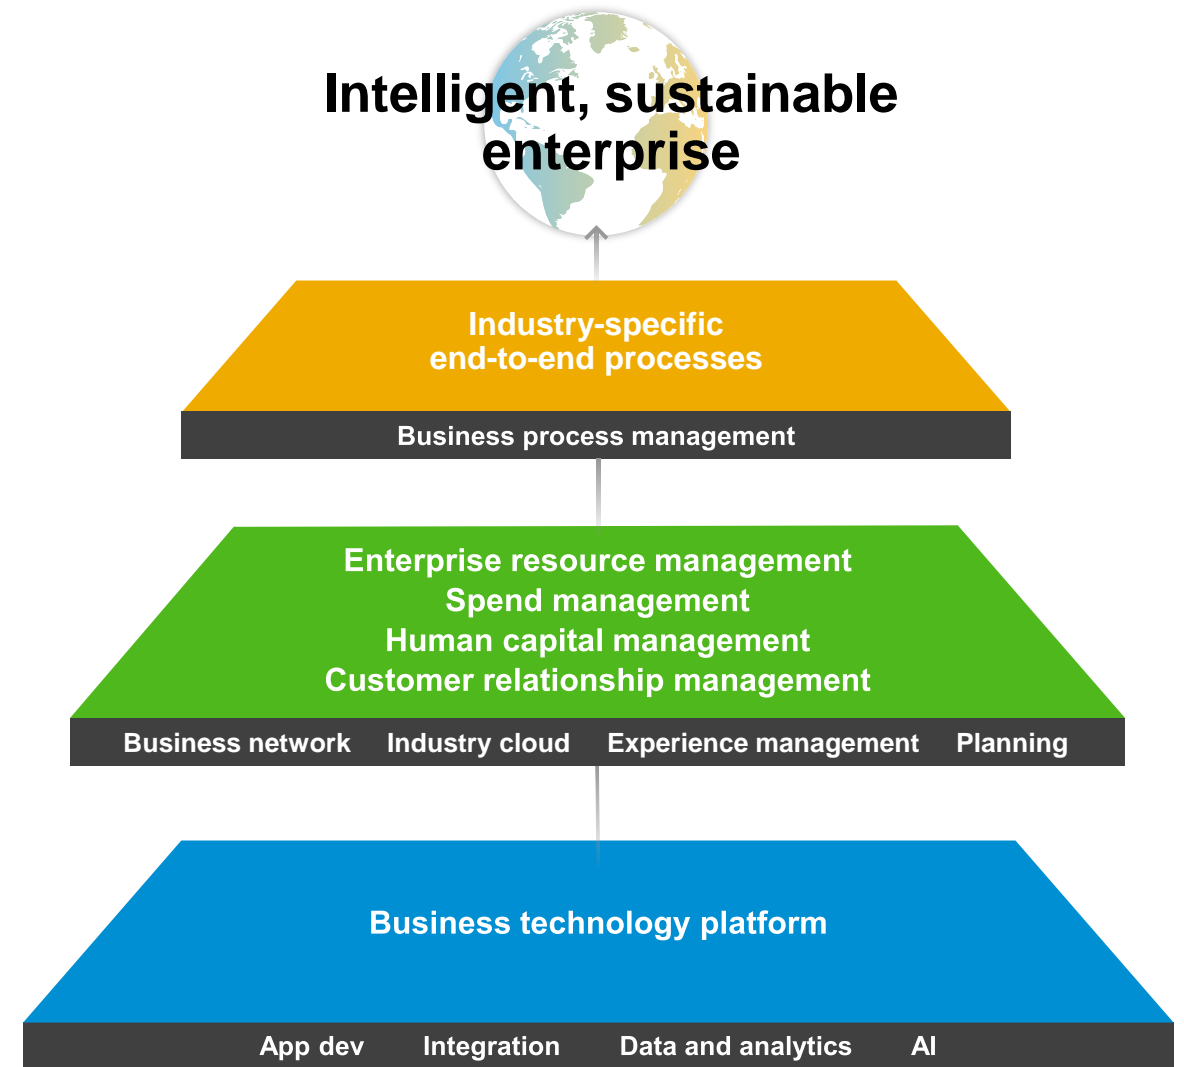 Intelligent, sustainable
enterprise
Industry-specific
end-to-end processes
Business process management
Enterprise resource management
Spend management
Human capital management
Customer relationship management
Business network Industry cloud Experience management Planning
Business technology platform
App dev Integration Data and analytics AI